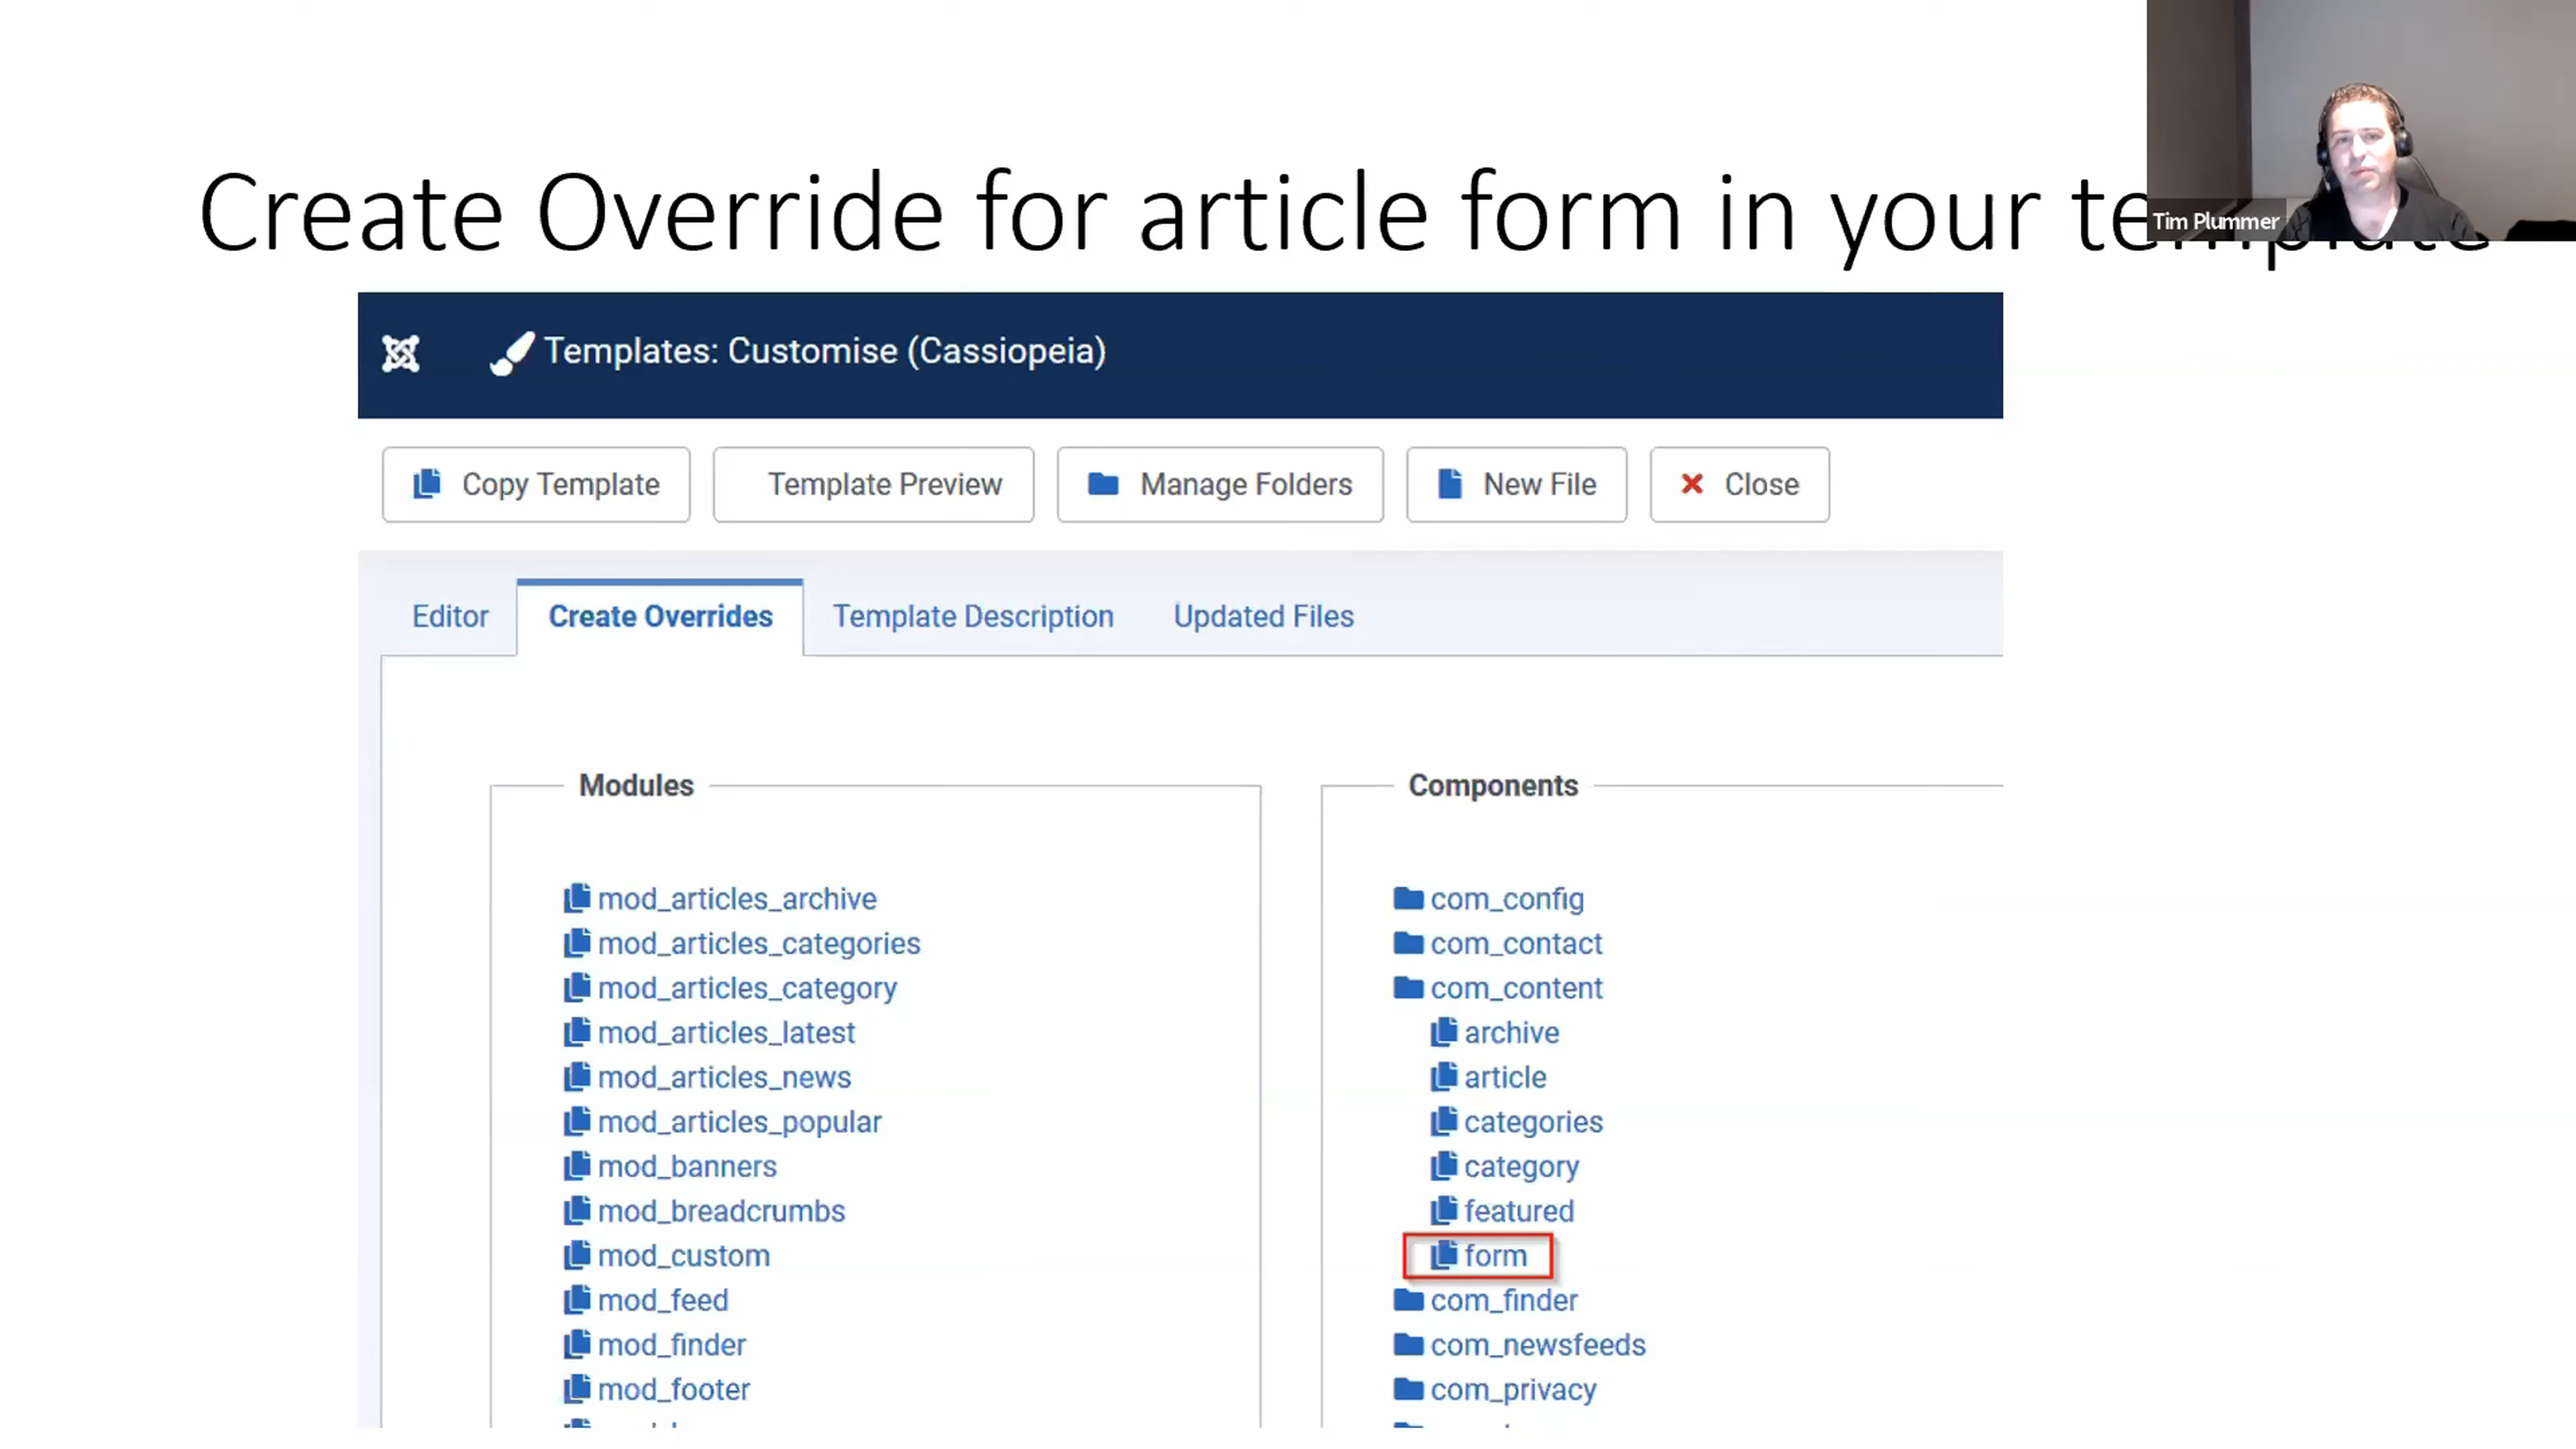 Create Override for article form in your template
Tim Plummer
Templates: Customise (Cassiopeia)
Copy Template
Template Preview
Manage Folders
New File
Close
Editor
Create Overrides
Template Description
Updated Files
Modules
mod_articles_archive
mod_articles_categories
mod_articles_category
mod_articles_latest
mod_articles_news
mod_articles_popular
mod_banners
mod_breadcrumbs
mod_custom
mod_feed
mod_finder
mod_footer
Components
com_config
com_contact
com_content
archive
article
categories
category
featured
form
com_finder
com_newsfeeds
com_privacy